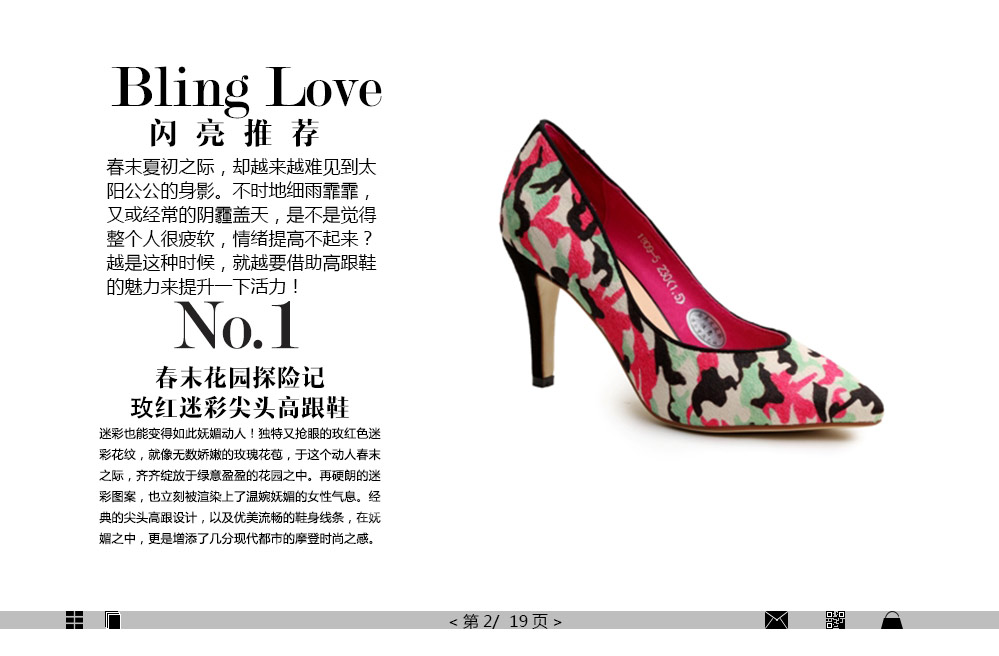 Bling Love
闪亮推荐
春末夏初之际，却越来越难见到太
阳公公的身影。不时地细雨霏霏，
又或经常的阴霾盖天，是不是觉得
整个人很疲软，情绪提高不起来？
越是这种时候，就越要借助高跟鞋
的魅力来提升一下活力！
No.1
春末花园探险记
玫红迷彩尖头高跟鞋
迷彩也能变得如此妩媚动人！独特又抢眼的玫红色迷
彩花纹，就像无数娇嫩的玫瑰花苞，于这个动人春末
之际，齐齐绽放于绿意盈盈的花园之中。再硬朗的迷
彩图案，也立刻被渲染上了温婉妩媚的女性气息。经
典的尖头高跟设计，以及优美流畅的鞋身线条，在妩
媚之中，更是增添了几分现代都市的摩登时尚之感。
230(1.5)
< 第 2/ 19 页 >